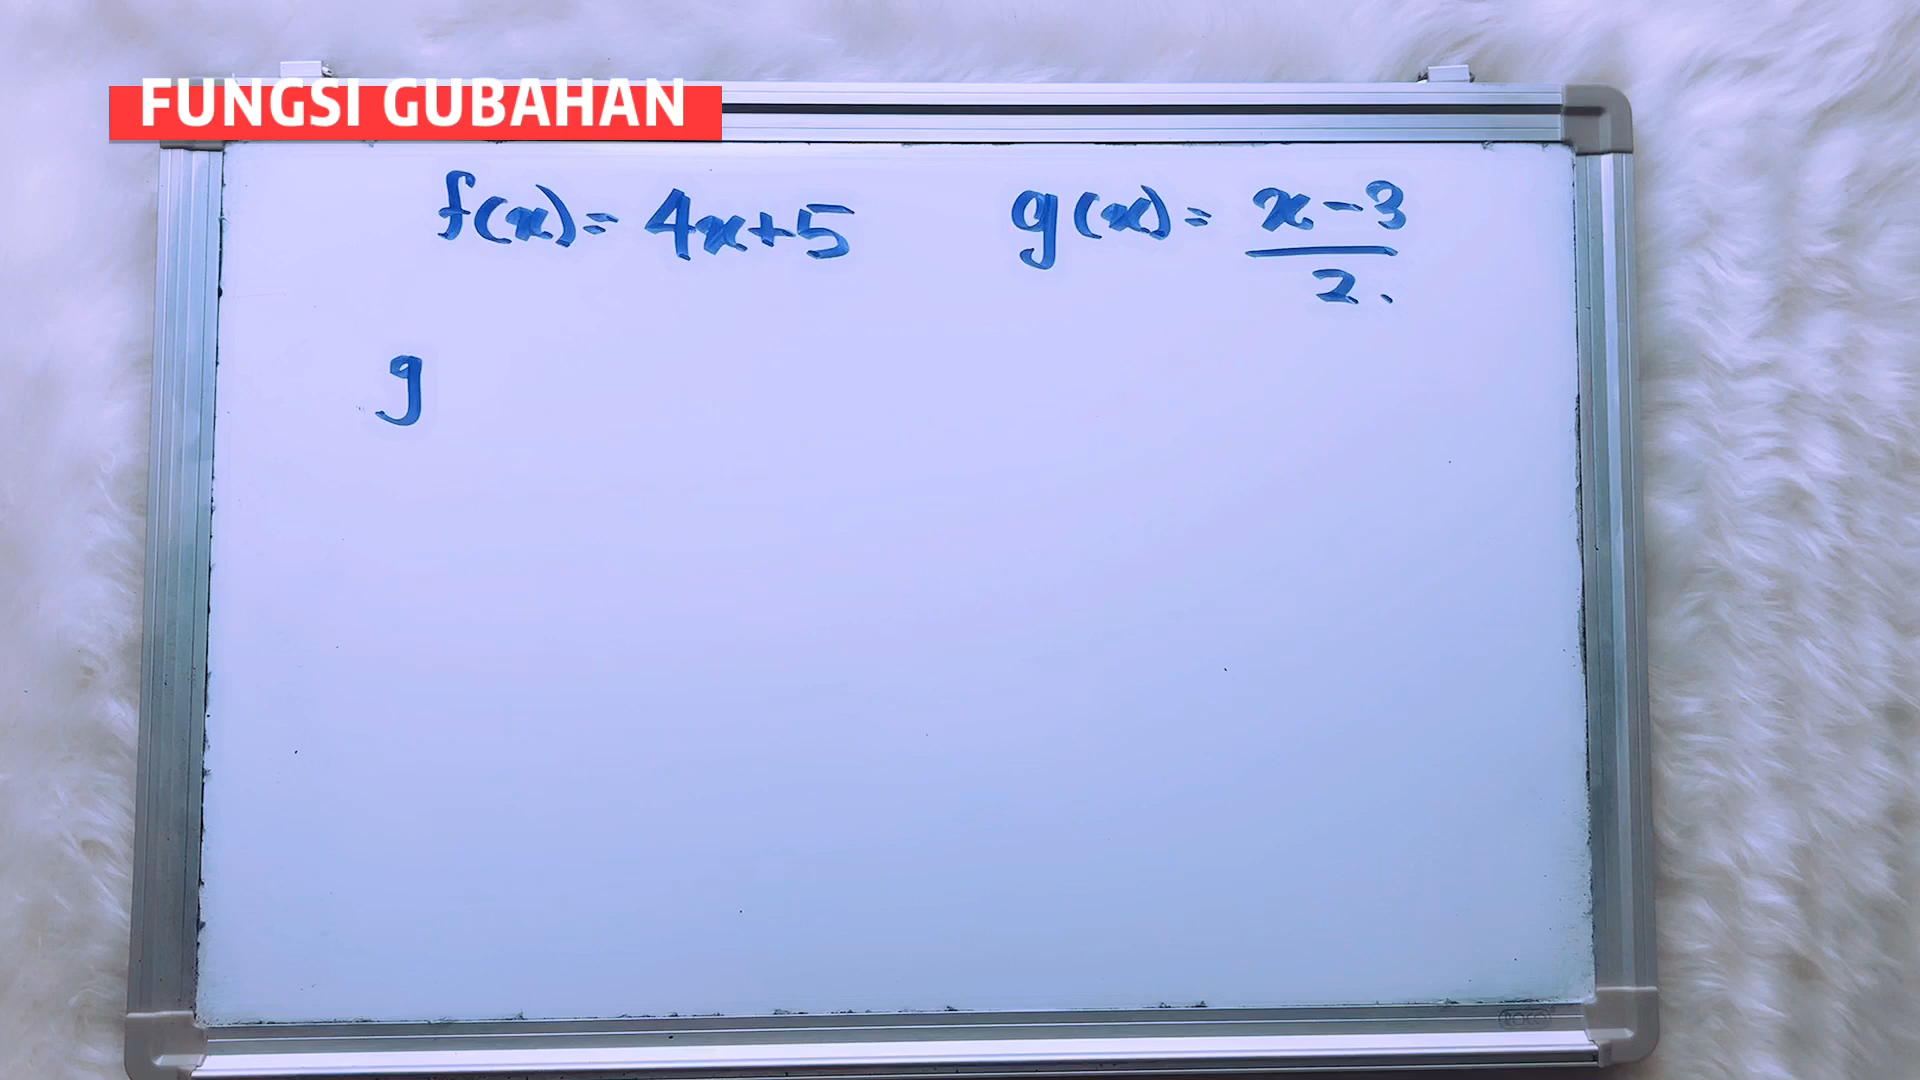 FUNGSI GUBAHAN
f(x) = 4x+5 g(x) = x-3/2.
g